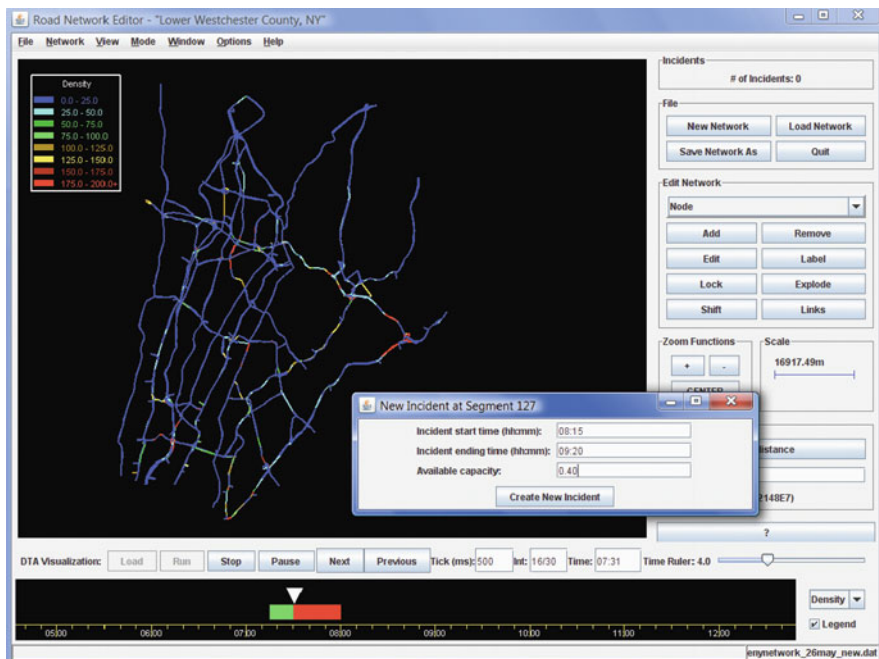 Road Network Editor - "Lower Westchester County, NY"
File Network View Mode Window Options Help
Density
0.0 - 25.0
25.0 - 50.0
50.0 - 75.0
75.0 - 100.0
100.0 - 125.0
125.0 - 150.0
150.0 - 175.0
175.0 - 200.0+
Incidents
# of Incidents: 0
File
New Network Load Network
Save Network As Quit
Edit Network
Node
Add Remove
Edit Label
Lock Explode
Shift Links
Zoom Functions Scale
+ - 16917.49m
CENTER
New Incident at Segment 127
Incident start time (hh:mm): 08:15
Incident ending time (hh:mm): 09:20
Available capacity: 0.40
Create New Incident
istance
2148E7)
?
DTA Visualization: Load Run Stop Pause Next Previous Tick (ms): 500 Int: 16/30 Time: 07:31 Time Ruler: 4.0
Density
Legend
05:00 06:00 07:00 08:00 09:00 10:00 11:00 12:00
enynetwork_26may_new.dat